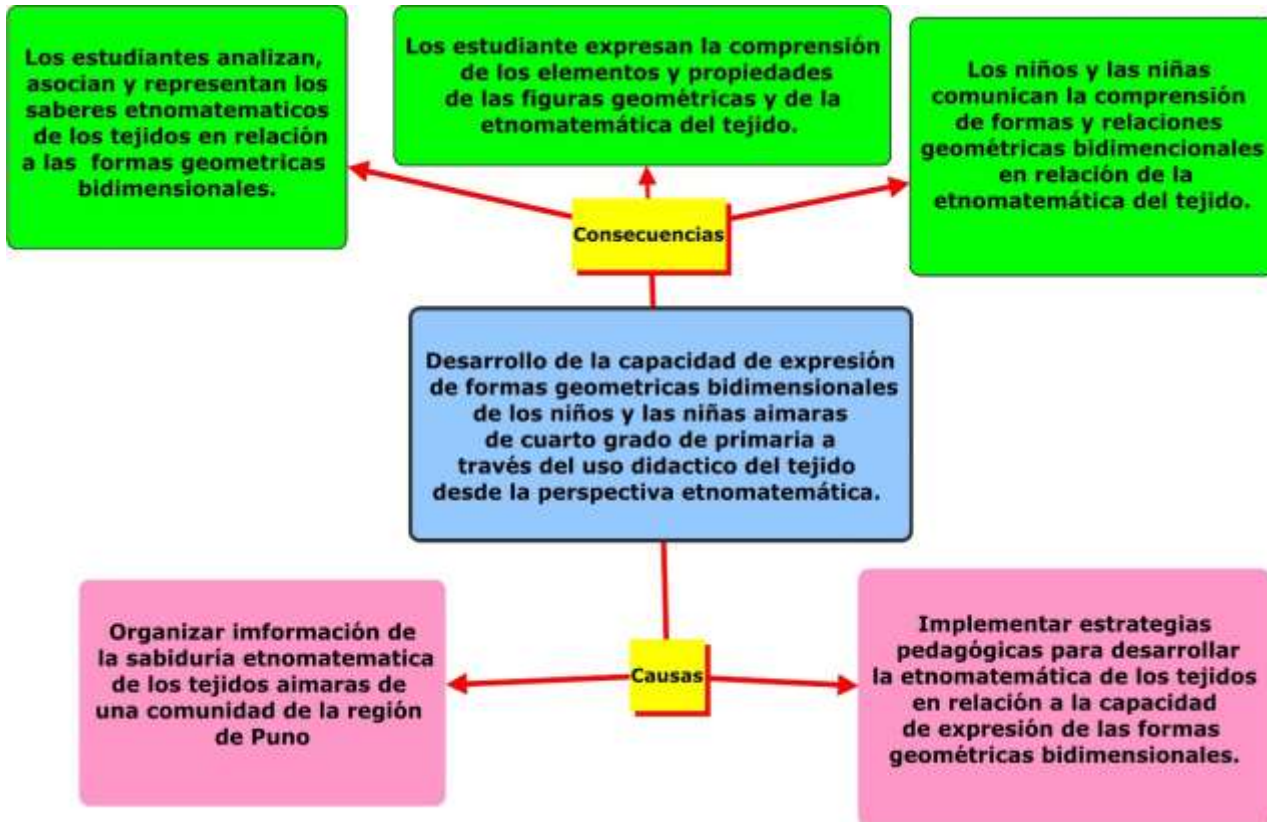 Los estudiantes analizan,
asocian y representan los
saberes etnomatematicos
de los tejidos en relación
a las formas geometricas
bidimensionales.
Los estudiante expresan la comprensión
de los elementos y propiedades
de las figuras geométricas y de la
etnomatemática del tejido.
Los niños y las niñas
comunican la comprensión
de formas y relaciones
geométricas bidimencionales
en relación de la
etnomatemática del tejido.
Consecuencias
Desarrollo de la capacidad de expresión
de formas geometricas bidimensionales
de los niños y las niñas aimaras
de cuarto grado de primaria a
través del uso didactico del tejido
desde la perspectiva etnomatemática.
Organizar imformación de
la sabiduría etnomatematica
de los tejidos aimaras de
una comunidad de la región
de Puno
Causas
Implementar estrategias
pedagógicas para desarrollar
la etnomatemática de los tejidos
en relación a la capacidad
de expresión de las formas
geométricas bidimensionales.